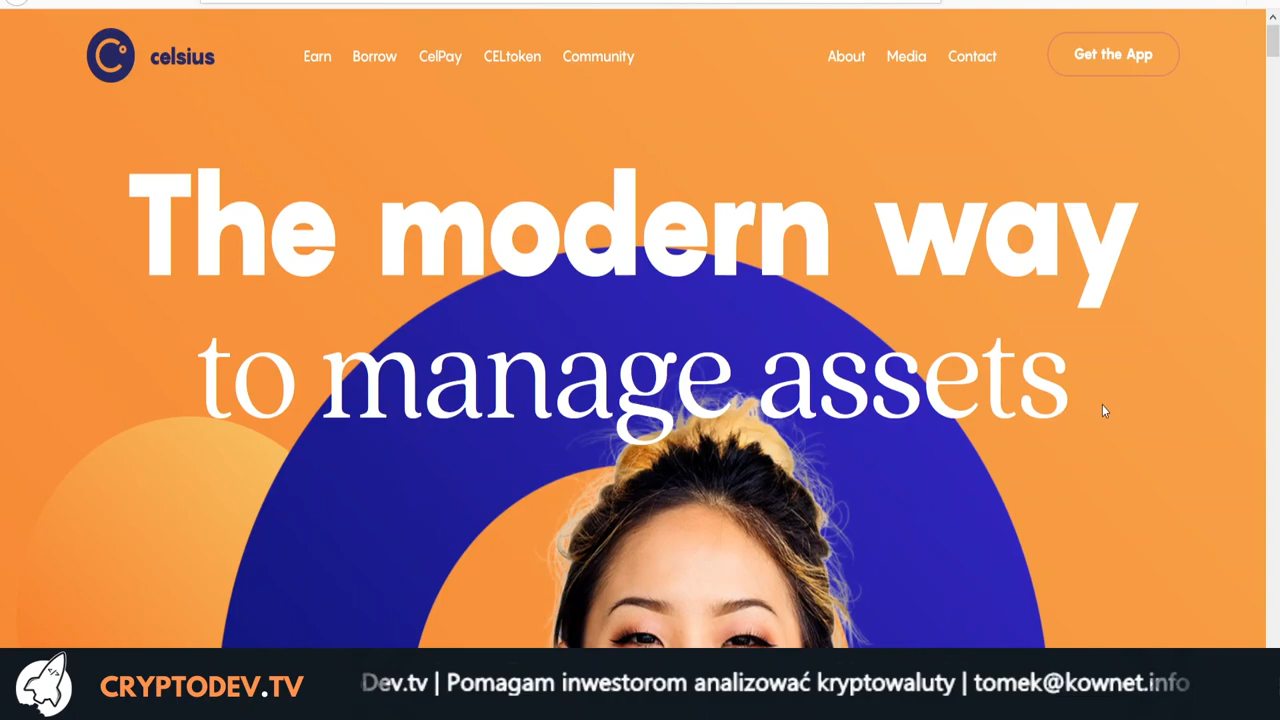 celsius
Earn Borrow CelPay CELtoken Community About Media Contact Get the App
The modern way
to manage assets
CRYPTODEV.TV
Dev.tv | Pomagam inwestorom analizować kryptowaluty | tomek@kownet.info